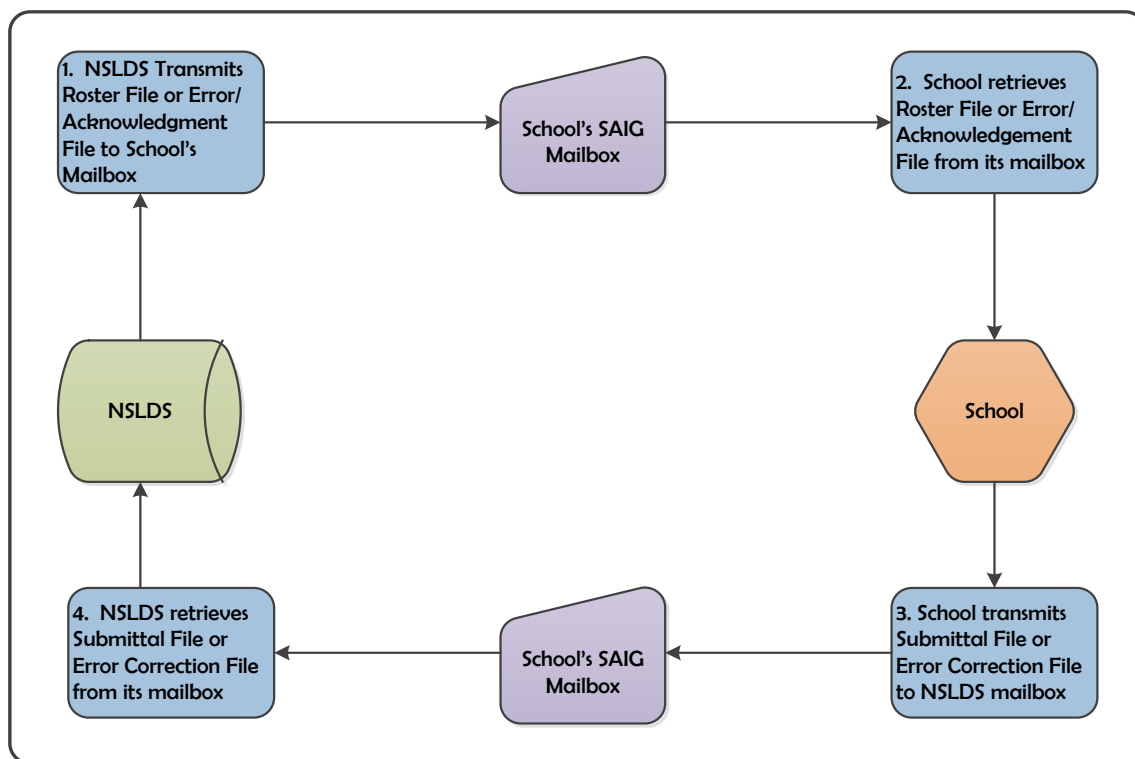 1. NSLDS Transmits
Roster File or Error/
Acknowledgment
File to School's
Mailbox
School's SAIG
Mailbox
2. School retrieves
Roster File or Error/
Acknowledgement
File from its mailbox
NSLDS
School
4. NSLDS retrieves
Submittal File or
Error Correction File
from its mailbox
School's SAIG
Mailbox
3. School transmits
Submittal File or
Error Correction File
to NSLDS mailbox